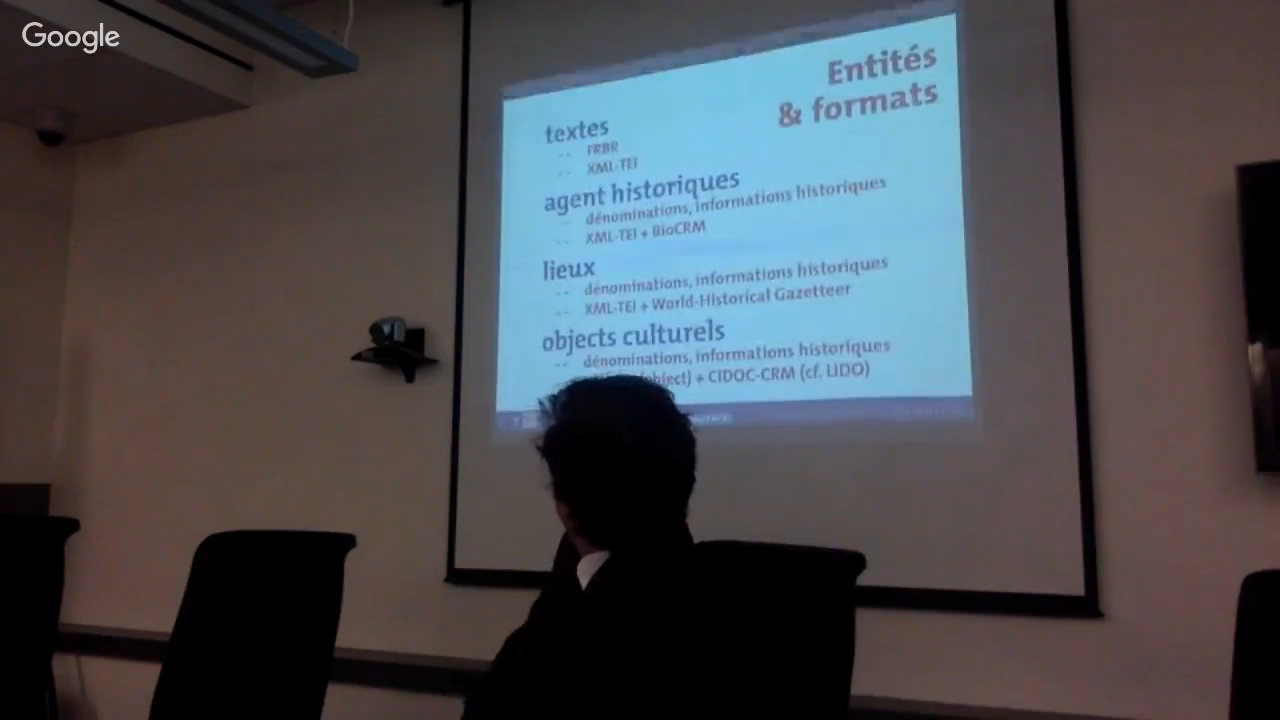 Google
Entités
& formats
textes
-- FRBR
-- XML-TEI
agent historiques
-- dénominations, informations historiques
-- XML-TEI + BioCRM
lieux
-- dénominations, informations historiques
-- XML-TEI + World-Historical Gazetteer
objects culturels
-- dénominations, informations historiques
+ CIDOC-CRM (cf. LIDO)